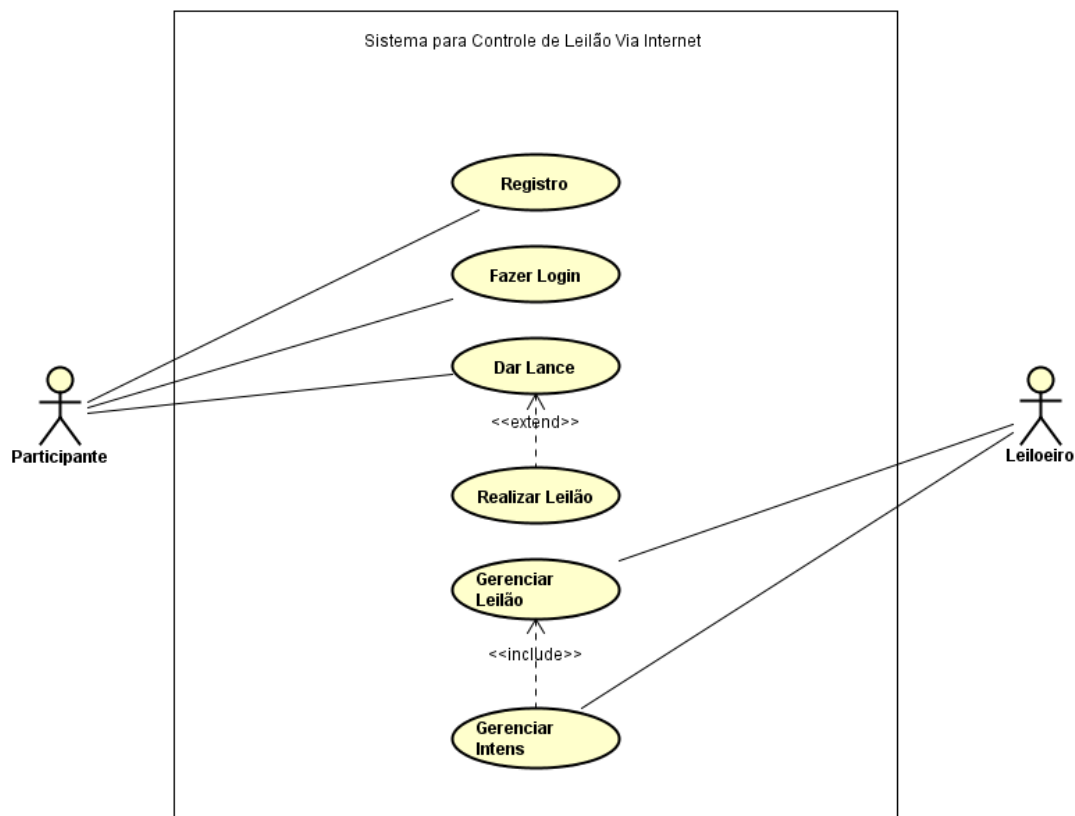 Sistema para Controle de Leilão Via Internet
Registro
Fazer Login
Dar Lance
<<extend>>
Participante
Leiloeiro
Realizar Leilão
Gerenciar
Leilão
<<include>>
Gerenciar
Intens